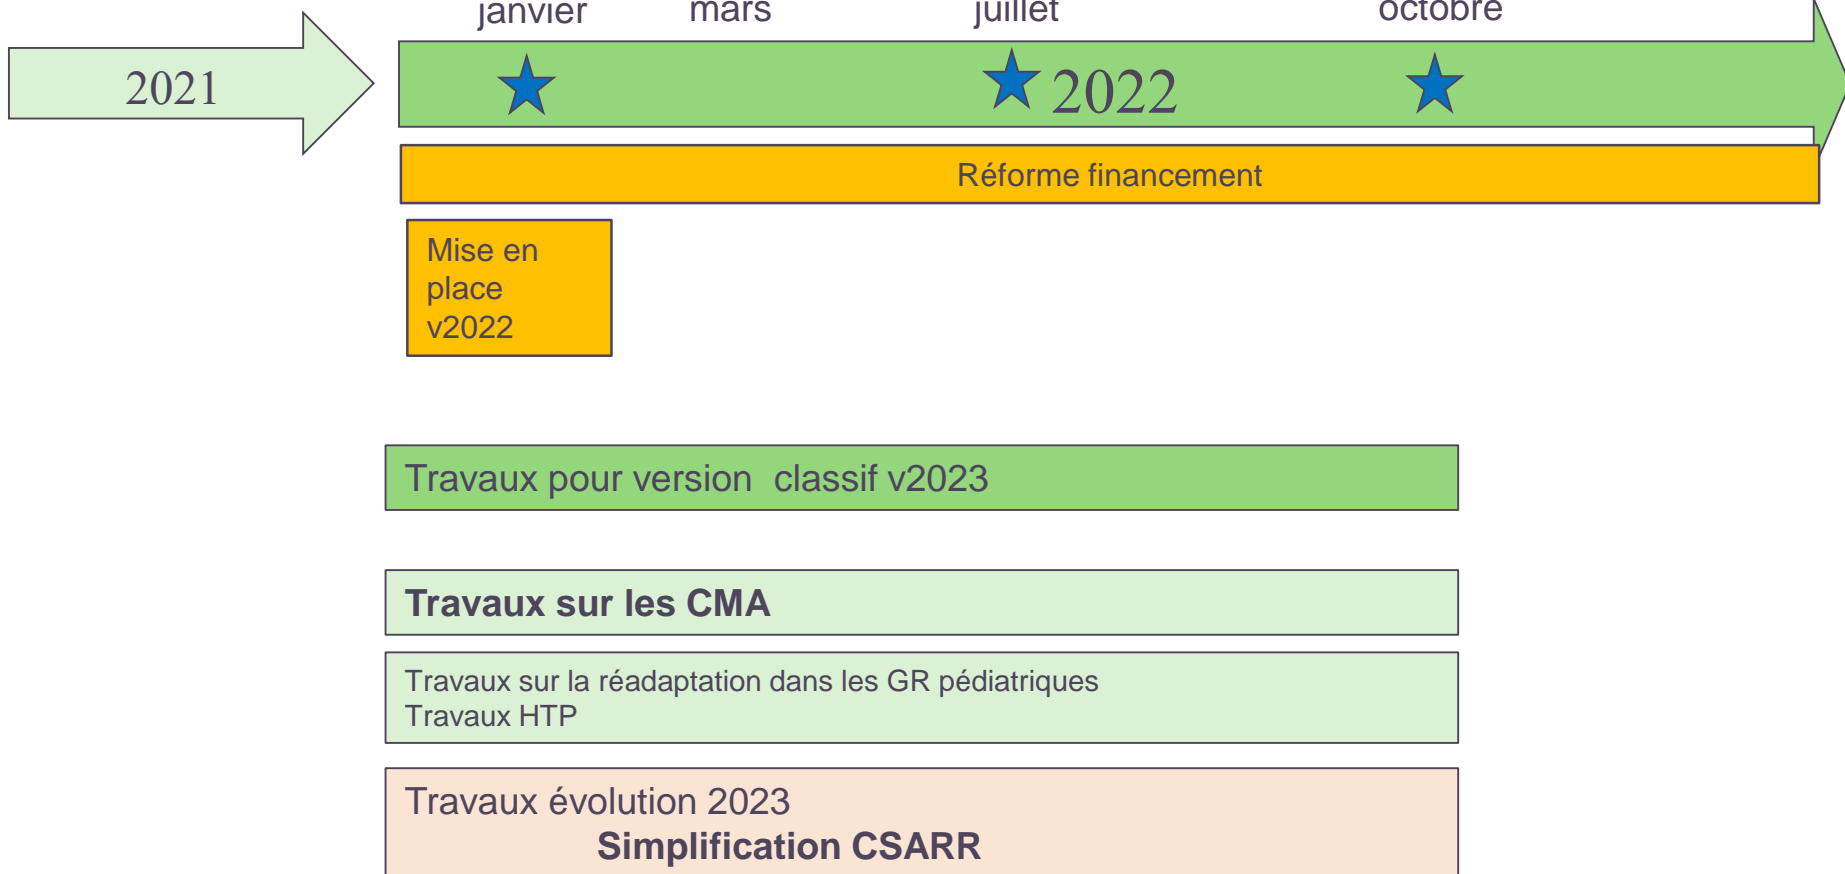 janvier mars juillet octobre
2021
2022
Réforme financement
Mise en
place
v2022
Travaux pour version classif v2023
Travaux sur les CMA
Travaux sur la réadaptation dans les GR pédiatriques
Travaux HTP
Travaux évolution 2023
Simplification CSARR